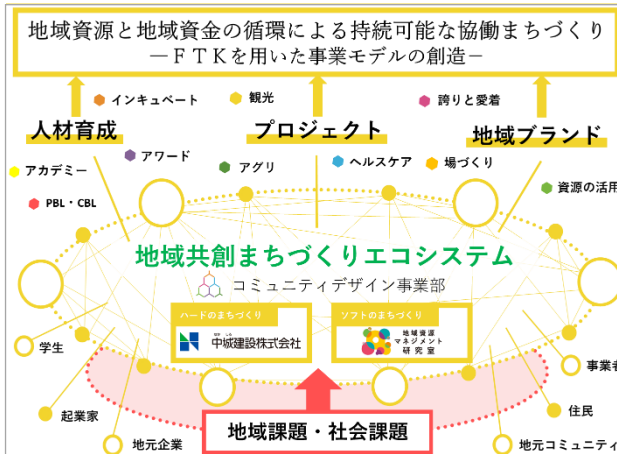 地域資源と地域資金の循環による持続可能な協働まちづくり
－ＦＴＫを用いた事業モデルの創造－
インキュベート
観光
誇りと愛着
人材育成
プロジェクト
地域ブランド
アカデミー
アワード
アグリ
ヘルスケア
場づくり
資源の活用
PBL・CBL
地域共創まちづくりエコシステム
コミュニティデザイン事業部
ハードのまちづくり
ソフトのまちづくり
中城建設株式会社
地域資源
マネジメント
研究室
学生
事業者
起業家
住民
地元企業
地域課題・社会課題
地元コミュニティ